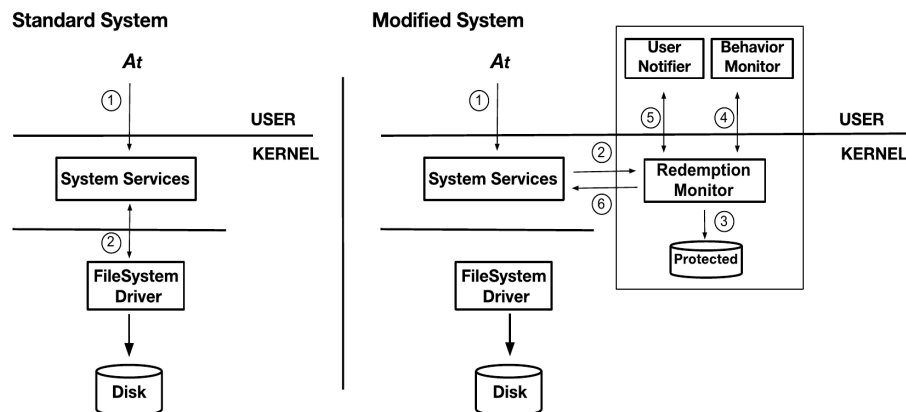 Standard System
At
1
USER
KERNEL
System Services
2
FileSystem
Driver
Disk
Modified System
At
1
User
Notifier
Behavior
Monitor
5
4
USER
KERNEL
System Services
2
6
Redemption
Monitor
3
Protected
FileSystem
Driver
Disk